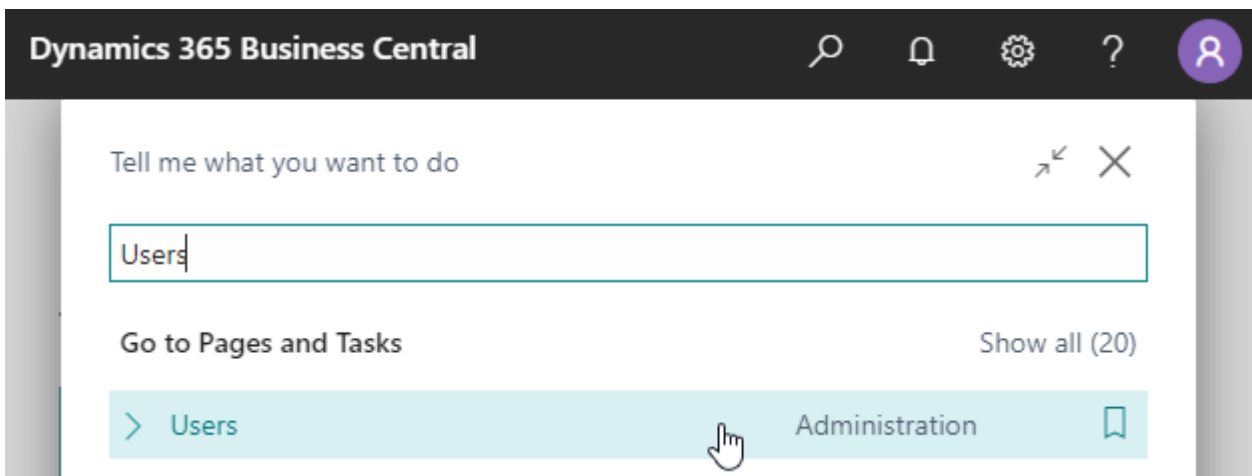 Dynamics 365 Business Central
Tell me what you want to do
Users
Go to Pages and Tasks Show all (20)
Users Administration